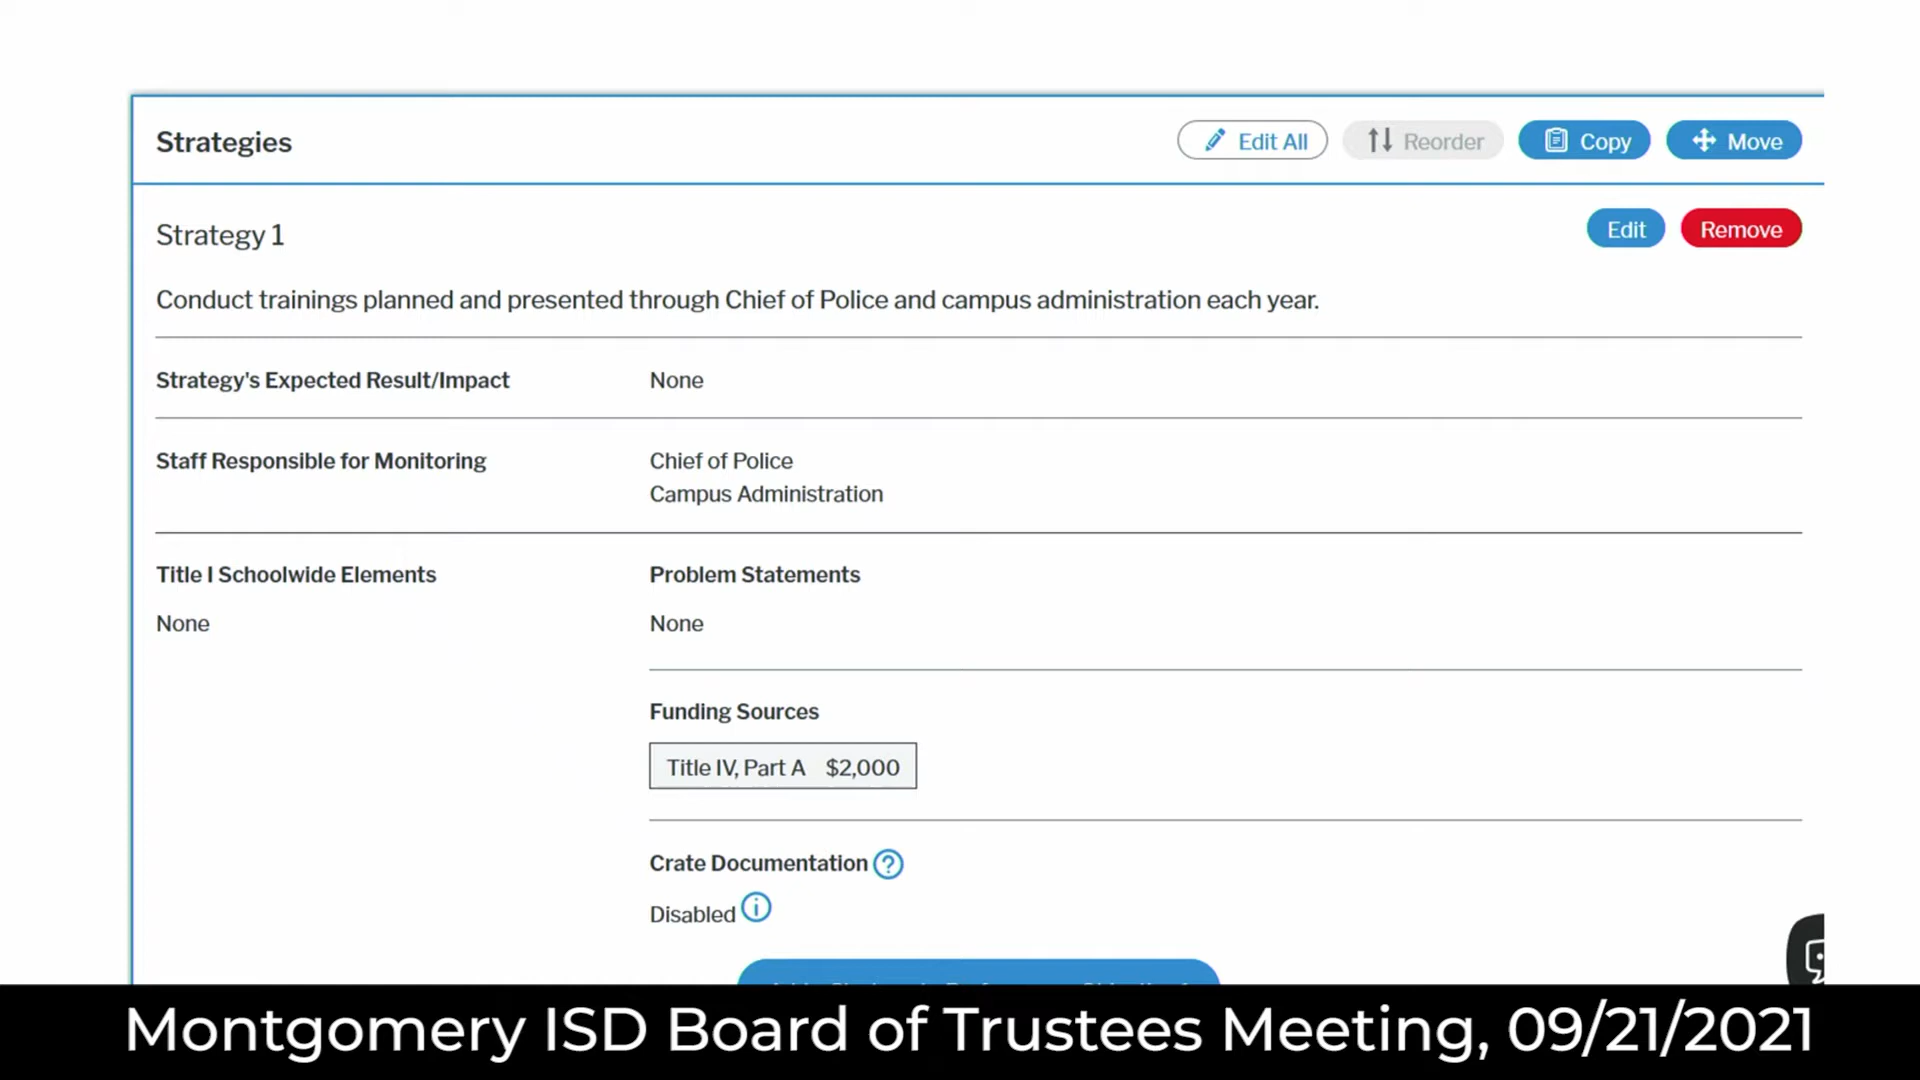 Strategies
Edit All
Reorder
Copy
Move
Strategy 1
Edit
Remove
Conduct trainings planned and presented through Chief of Police and campus administration each year.
Strategy's Expected Result/Impact
None
Staff Responsible for Monitoring
Chief of Police
Campus Administration
Title I Schoolwide Elements
Problem Statements
None
None
Funding Sources
Title IV, Part A $2,000
Crate Documentation
Disabled
Montgomery ISD Board of Trustees Meeting, 09/21/2021